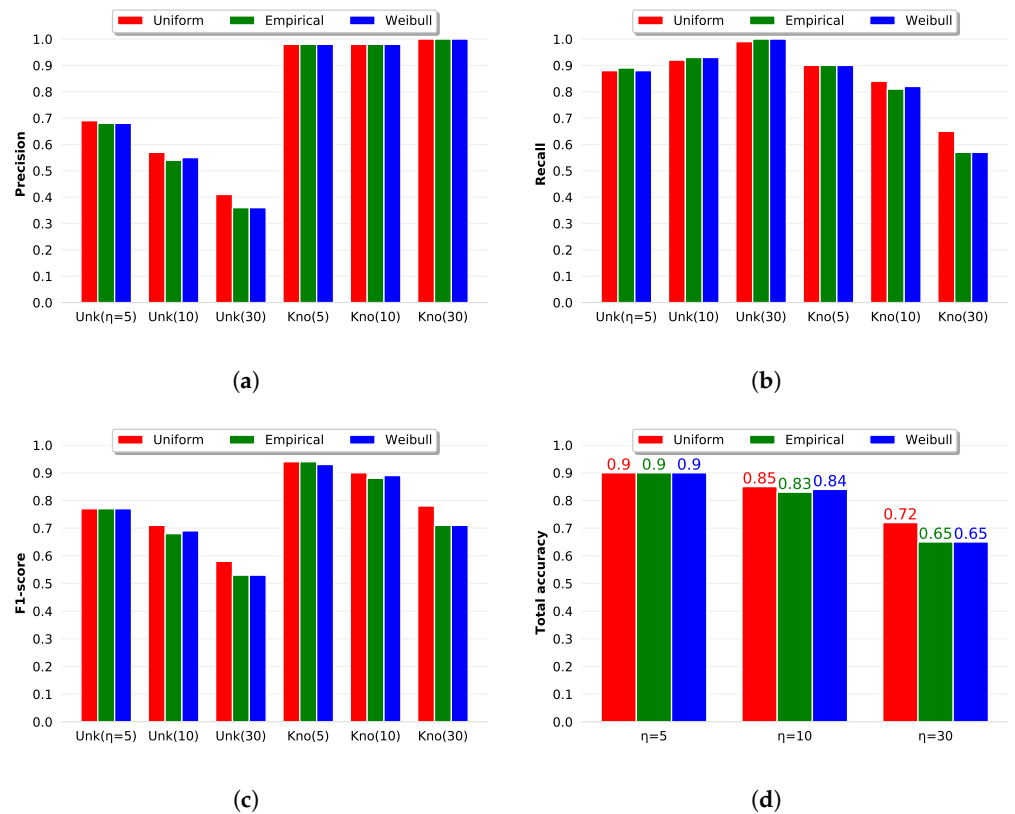 Uniform Empirical Weibull
1.0
0.9
0.8
0.7
0.6
0.5
0.4
0.3
0.2
0.1
0.0
Precision
Unk(η=5) Unk(10) Unk(30) Kno(5) Kno(10) Kno(30)
(a)
Uniform Empirical Weibull
1.0
0.9
0.8
0.7
0.6
0.5
0.4
0.3
0.2
0.1
0.0
Recall
Unk(η=5) Unk(10) Unk(30) Kno(5) Kno(10) Kno(30)
(b)
Uniform Empirical Weibull
1.0
0.9
0.8
0.7
0.6
0.5
0.4
0.3
0.2
0.1
0.0
F1-score
Unk(η=5) Unk(10) Unk(30) Kno(5) Kno(10) Kno(30)
(c)
Uniform Empirical Weibull
1.0
0.9
0.8
0.7
0.6
0.5
0.4
0.3
0.2
0.1
0.0
Total accuracy
0.9 0.9 0.9
0.85 0.83 0.84
0.72 0.65 0.65
η=5 η=10 η=30
(d)